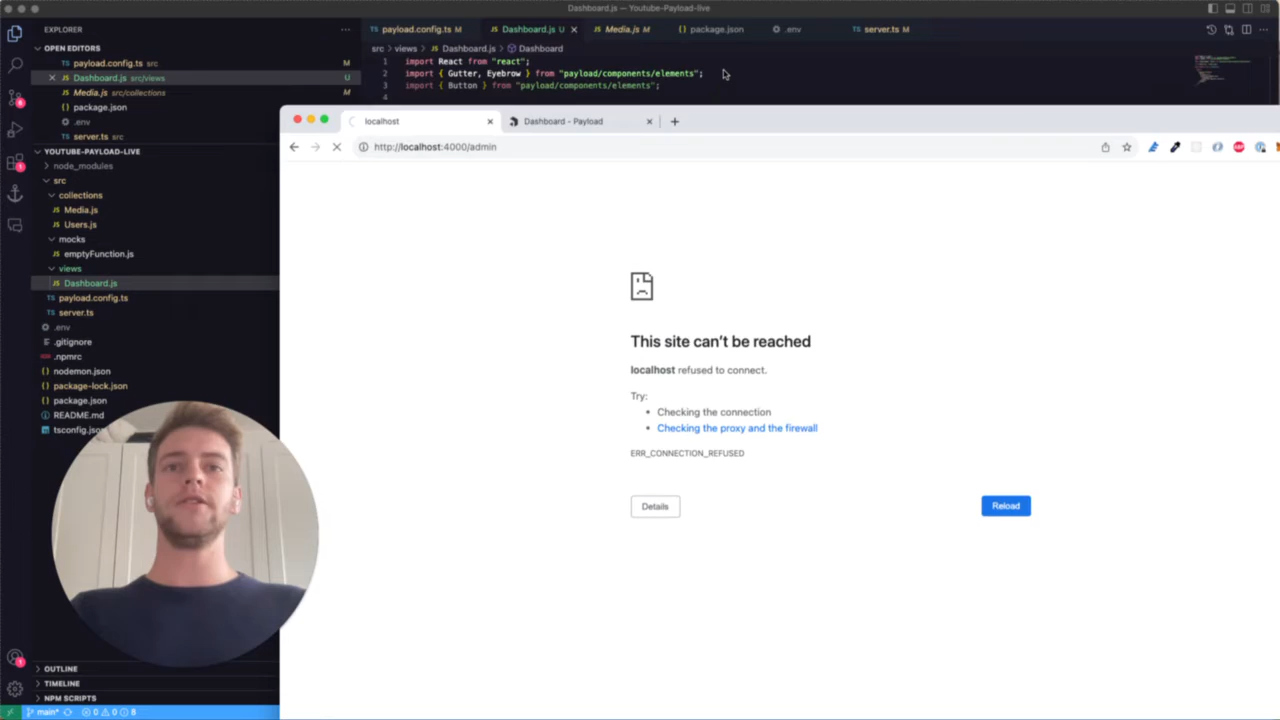 Dashboard.js — Youtube-Payload-live
EXPLORER
payload.config.ts M
Dashboard.js U
Media.js M
package.json
.env
server.ts M
OPEN EDITORS
payload.config.ts src M
Dashboard.js src/views U
Media.js src/collections M
package.json
.env
server.ts src
src > views > Dashboard.js > Dashboard
1 import React from "react";
2 import { Gutter, Eyebrow } from "payload/components/elements";
3 import { Button } from "payload/components/elements";
4
YOUTUBE-PAYLOAD-LIVE
node_modules
src
collections
Media.js
Users.js
mocks
emptyFunction.js
views
Dashboard.js
payload.config.ts
server.ts
.env
.gitignore
.npmrc
nodemon.json
package-lock.json
package.json
README.md
tsconfig.json
OUTLINE
TIMELINE
NPM SCRIPTS
main*
0 0 8
localhost
Dashboard - Payload
http://localhost:4000/admin
This site can't be reached
localhost refused to connect.
Try:
• Checking the connection
• Checking the proxy and the firewall
ERR_CONNECTION_REFUSED
Details
Reload